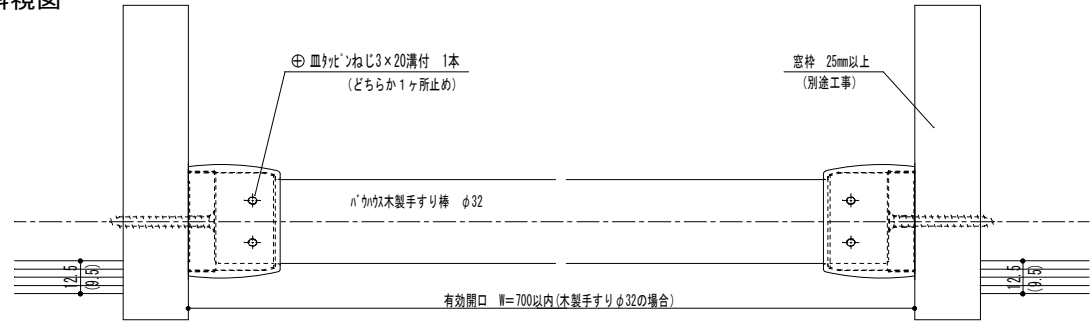 斜視図
⊕ 皿タッピンねじ3×20溝付 1本
(どちらか1ヶ所止め)
窓枠 25mm以上
(別途工事)
バウハウス木製手すり棒 φ32
12.5
(9.5)
12.5
(9.5)
有効開口 W=700以内(木製手すりφ32の場合)